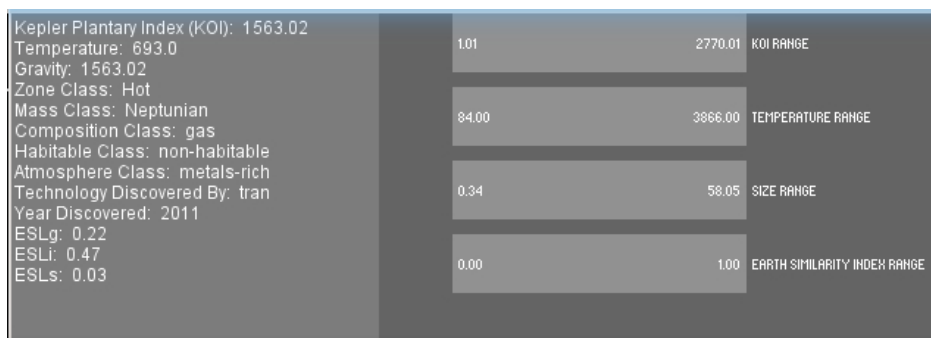 Kepler Plantary Index (KOI): 1563.02
Temperature: 693.0
Gravity: 1563.02
Zone Class: Hot
Mass Class: Neptunian
Composition Class: gas
Habitable Class: non-habitable
Atmosphere Class: metals-rich
Technology Discovered By: tran
Year Discovered: 2011
ESLg: 0.22
ESLi: 0.47
ESLs: 0.03
1.01 2770.01 KOI RANGE
84.00 3866.00 TEMPERATURE RANGE
0.34 58.05 SIZE RANGE
0.00 1.00 EARTH SIMILARITY INDEX RANGE